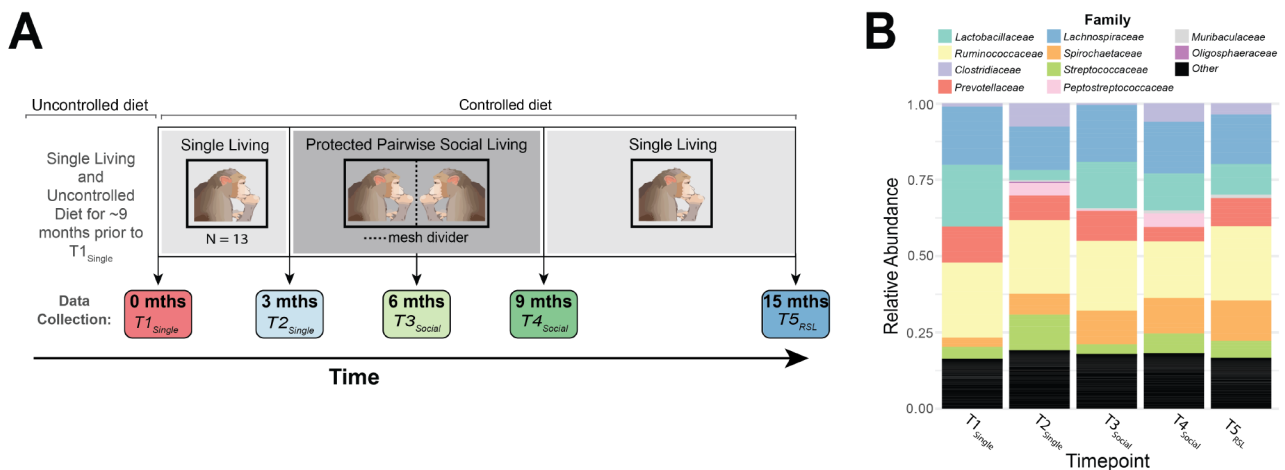 A
Uncontrolled diet
Controlled diet
Single Living
and
Uncontrolled
Diet for ~9
months prior to
T1Single
Single Living
N = 13
Protected Pairwise Social Living
mesh divider
Single Living
Data
Collection:
0 mths
T1Single
3 mths
T2Single
6 mths
T3Social
9 mths
T4Social
15 mths
T5RSL
Time
B
Family
Lactobacillaceae
Ruminococcaceae
Clostridiaceae
Prevotellaceae
Lachnospiraceae
Spirochaetaceae
Streptococcaceae
Peptostreptococcaceae
Muribaculaceae
Oligosphaeraceae
Other
Relative Abundance
1.00
0.75
0.50
0.25
0.00
T1Single
T2Single
T3Social
T4Social
T5RSL
Timepoint